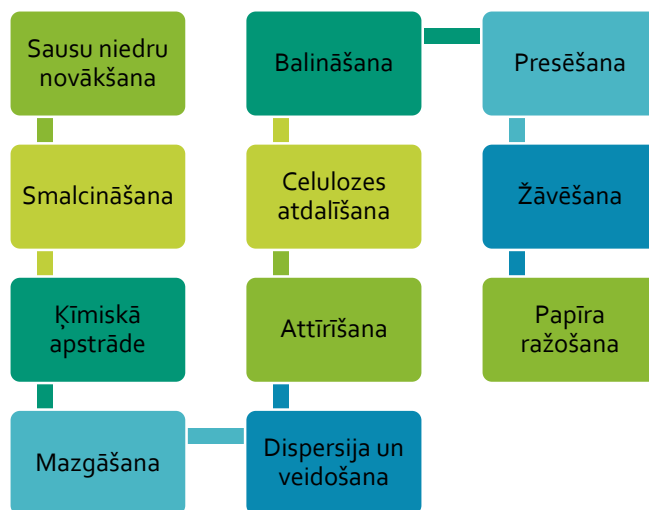 Sausu niedru
novākšana
Smalcināšana
Ķīmiskā
apstrāde
Mazgāšana
Dispersija un
veidošana
Attīrīšana
Celulozes
atdalīšana
Balināšana
Presēšana
Žāvēšana
Papīra
ražošana